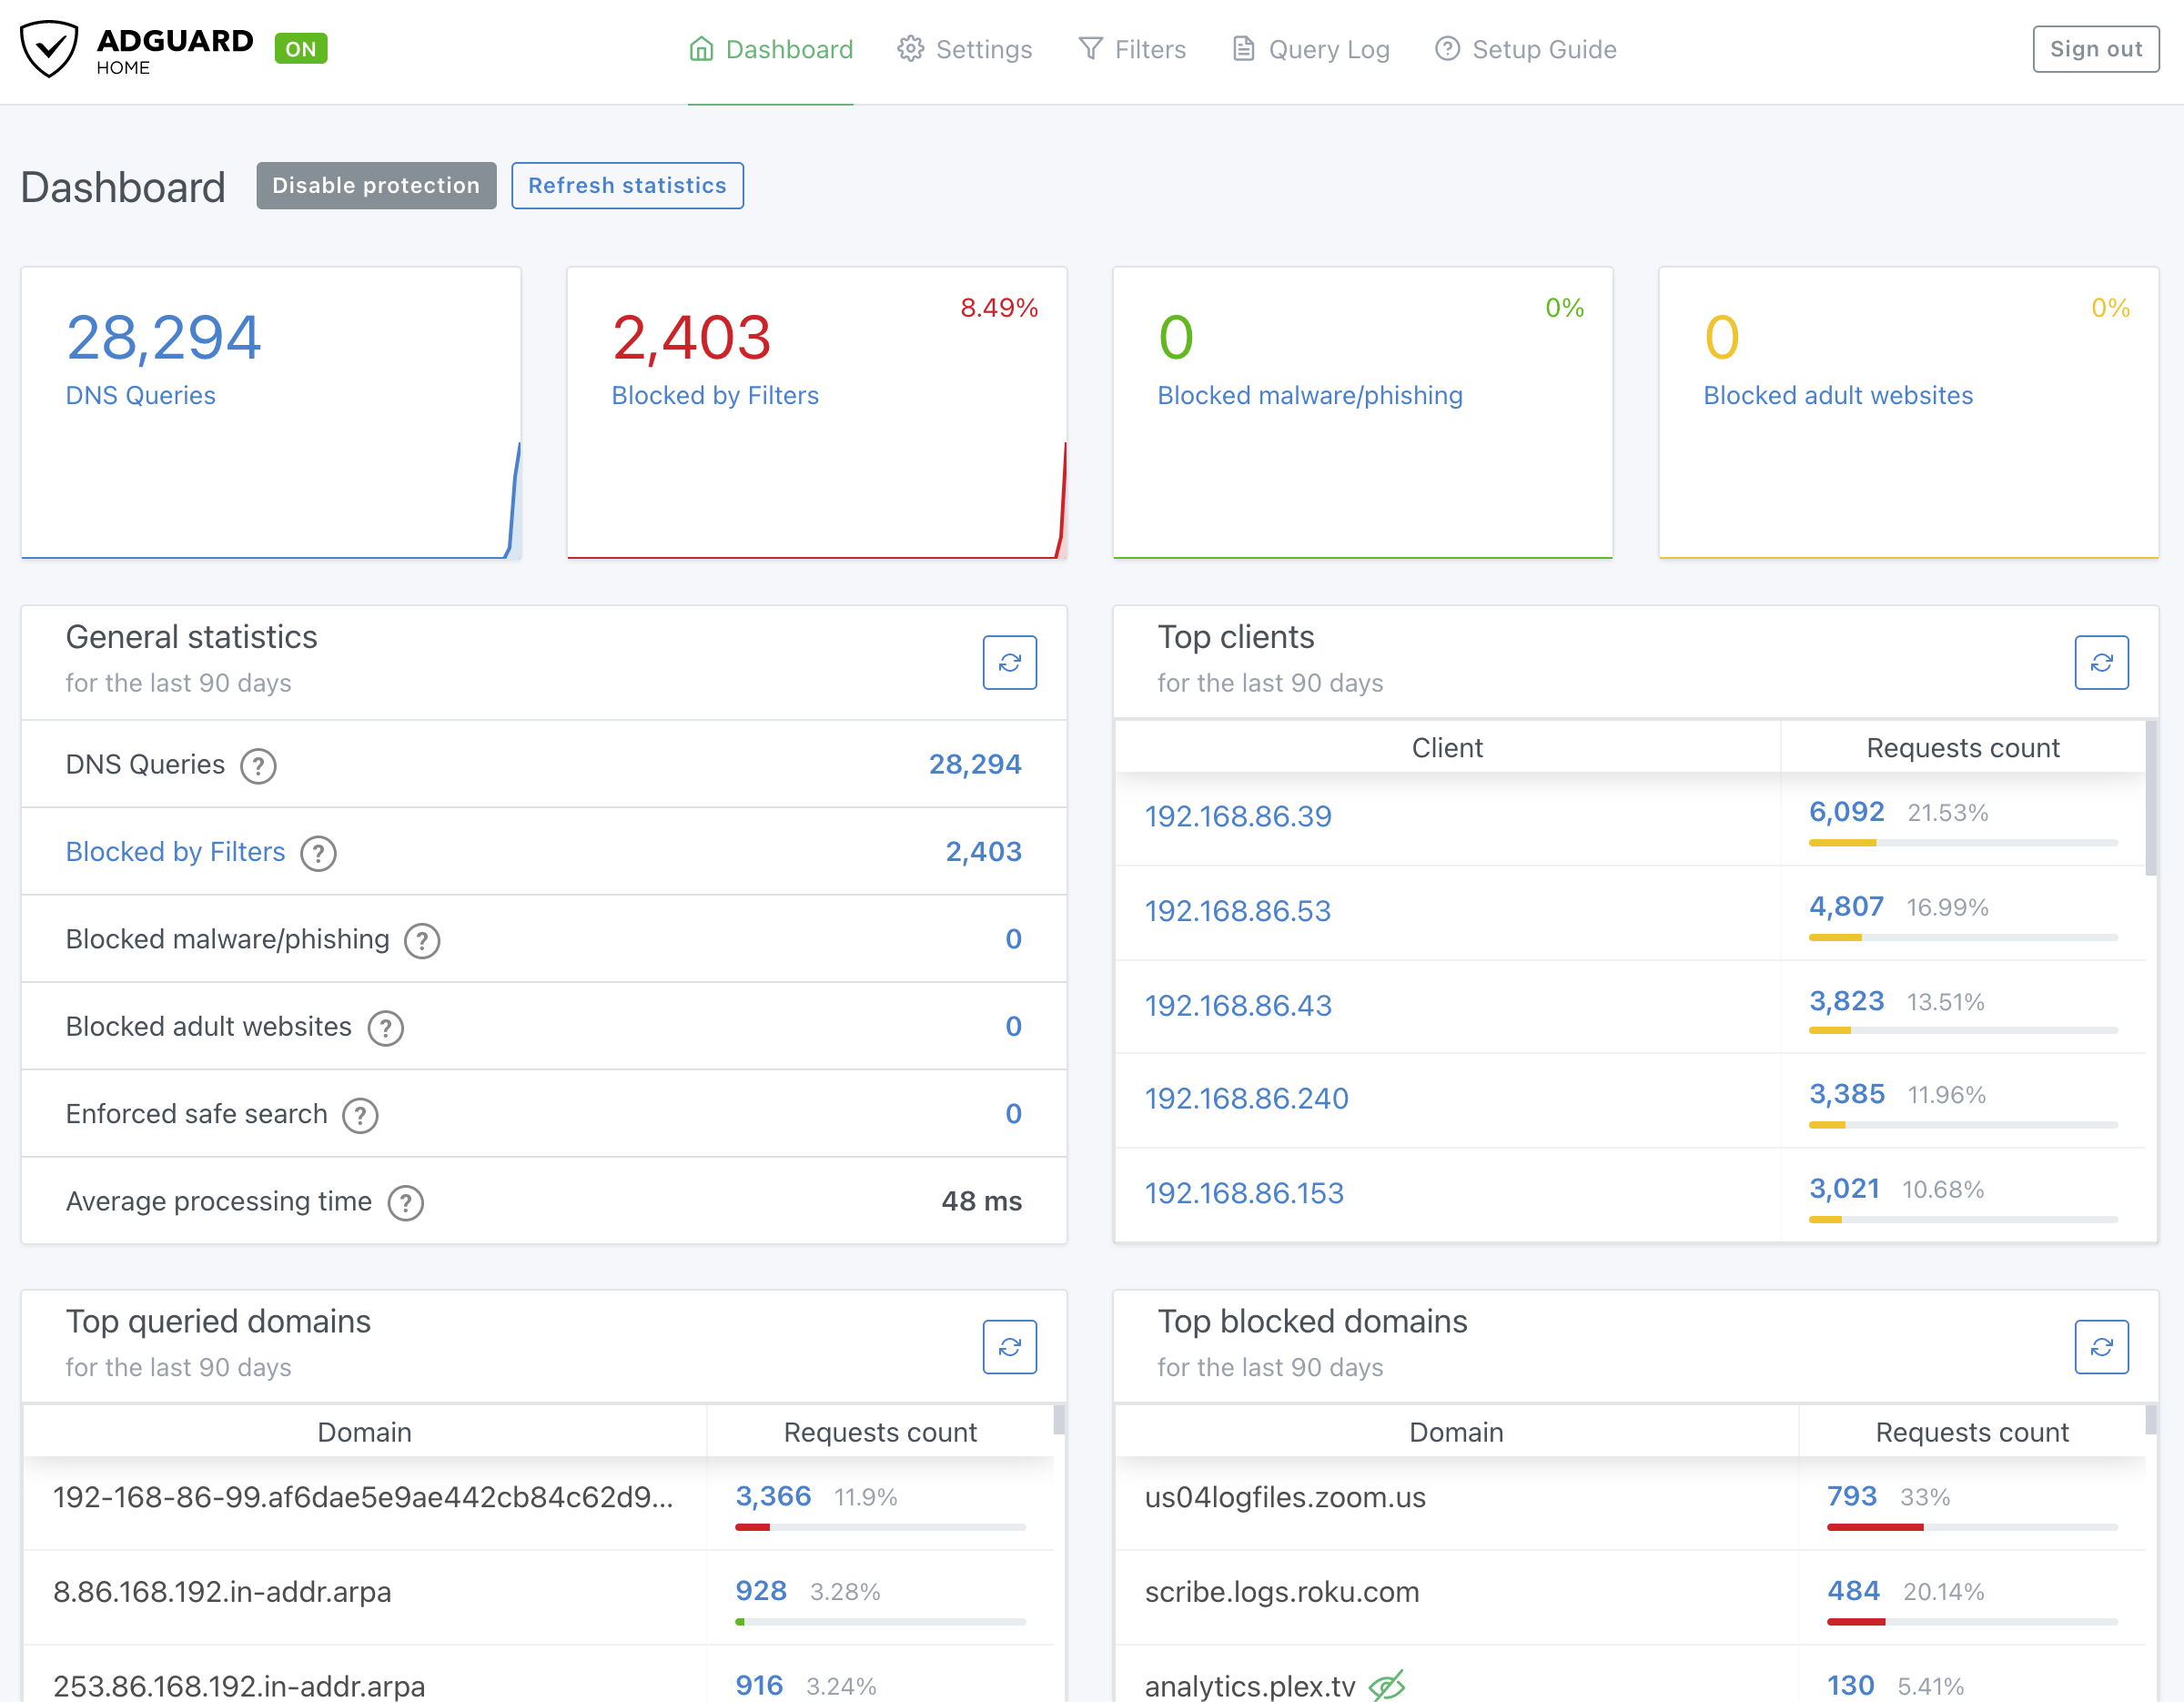 ADGUARD
HOME
ON
Dashboard
Settings
Filters
Query Log
Setup Guide
Sign out
Dashboard
Disable protection
Refresh statistics
28,294
DNS Queries
8.49%
2,403
Blocked by Filters
0%
0
Blocked malware/phishing
0%
0
Blocked adult websites
General statistics
for the last 90 days
DNS Queries ?
28,294
Blocked by Filters ?
2,403
Blocked malware/phishing ?
0
Blocked adult websites ?
0
Enforced safe search ?
0
Average processing time ?
48 ms
Top clients
for the last 90 days
Client
Requests count
192.168.86.39
6,092 21.53%
192.168.86.53
4,807 16.99%
192.168.86.43
3,823 13.51%
192.168.86.240
3,385 11.96%
192.168.86.153
3,021 10.68%
Top queried domains
for the last 90 days
Domain
Requests count
192-168-86-99.af6dae5e9ae442cb84c62d9...
3,366 11.9%
8.86.168.192.in-addr.arpa
928 3.28%
253.86.168.192.in-addr.arpa
916 3.24%
Top blocked domains
for the last 90 days
Domain
Requests count
us04logfiles.zoom.us
793 33%
scribe.logs.roku.com
484 20.14%
analytics.plex.tv
130 5.41%